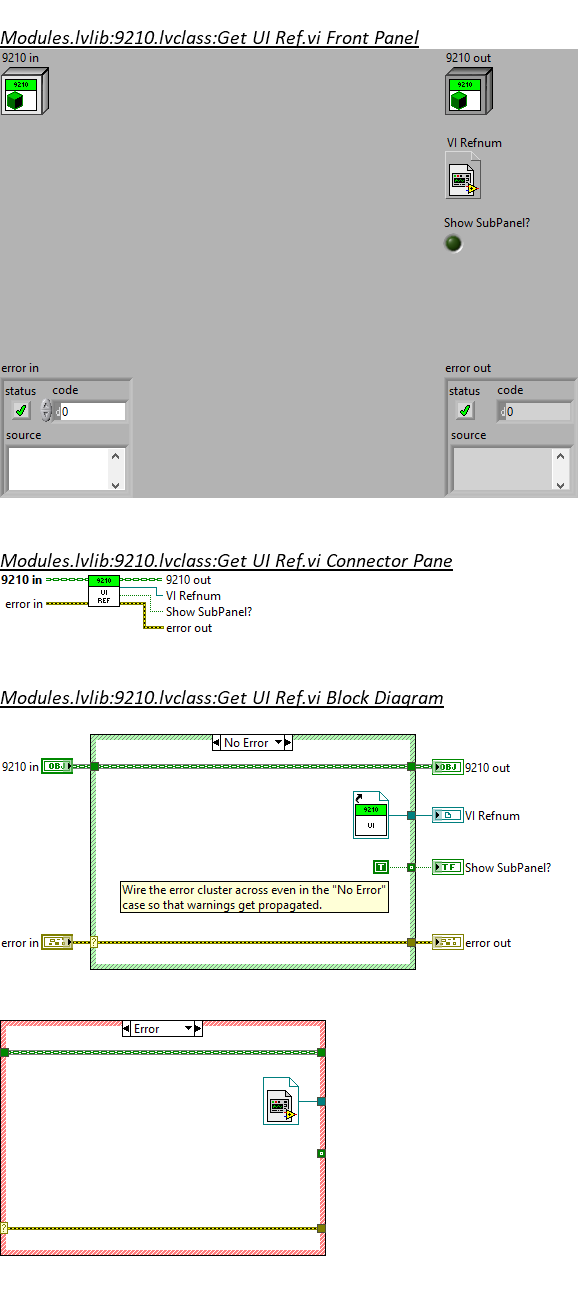 Modules.lvlib:9210.lvclass:Get UI Ref.vi Front Panel
9210 in
9210 out
9210
9210
VI Refnum
Show SubPanel?
error in
error out
status code
status code
d 0
d 0
source
source
Modules.lvlib:9210.lvclass:Get UI Ref.vi Connector Pane
9210 in
9210
9210 out
UI
REF
VI Refnum
error in
Show SubPanel?
error out
Modules.lvlib:9210.lvclass:Get UI Ref.vi Block Diagram
No Error
9210 in
OBJ
OBJ
9210 out
9210
UI
VI Refnum
T
TF
Show SubPanel?
Wire the error cluster across even in the "No Error"
case so that warnings get propagated.
error in
?
error out
Error
?